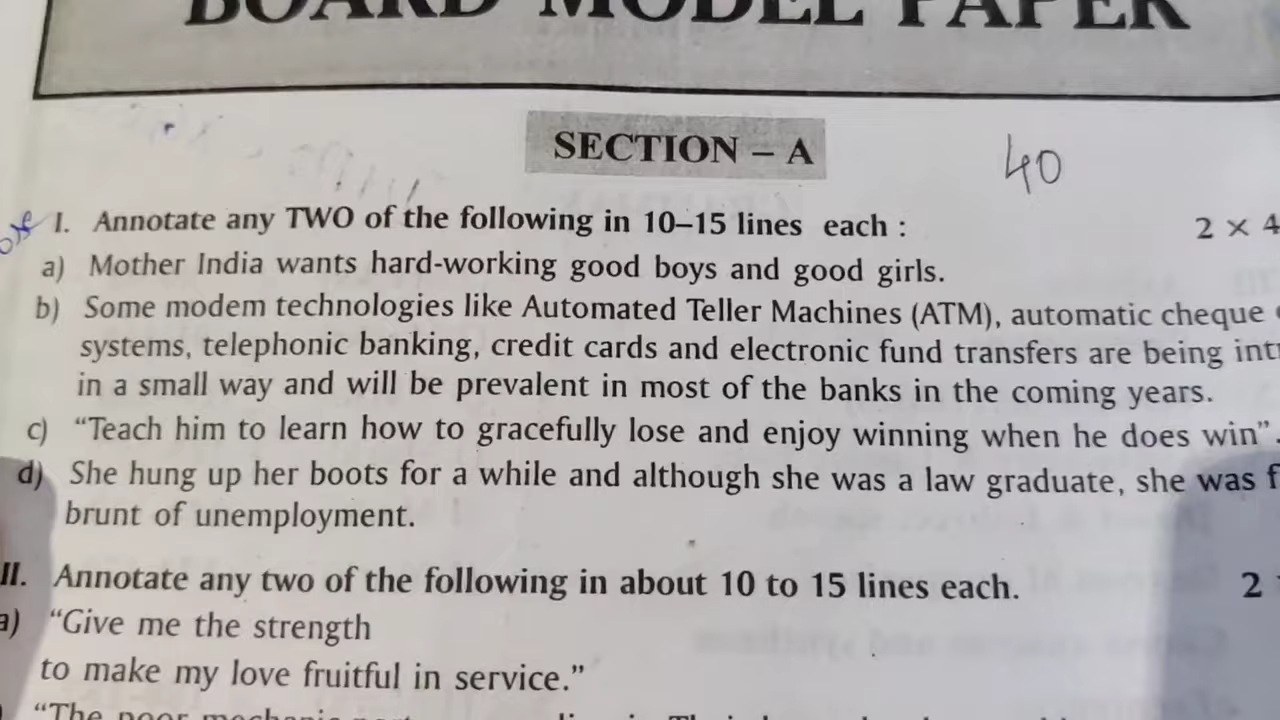 BOARD MODEL PAPER
SECTION – A
40
I. Annotate any TWO of the following in 10–15 lines each :
2 × 4
a) Mother India wants hard-working good boys and good girls.
b) Some modem technologies like Automated Teller Machines (ATM), automatic cheque
systems, telephonic banking, credit cards and electronic fund transfers are being
in a small way and will be prevalent in most of the banks in the coming years.
c) “Teach him to learn how to gracefully lose and enjoy winning when he does win”.
d) She hung up her boots for a while and although she was a law graduate, she was
brunt of unemployment.
II. Annotate any two of the following in about 10 to 15 lines each.
2
a) “Give me the strength
to make my love fruitful in service.”
“The poor mechanic